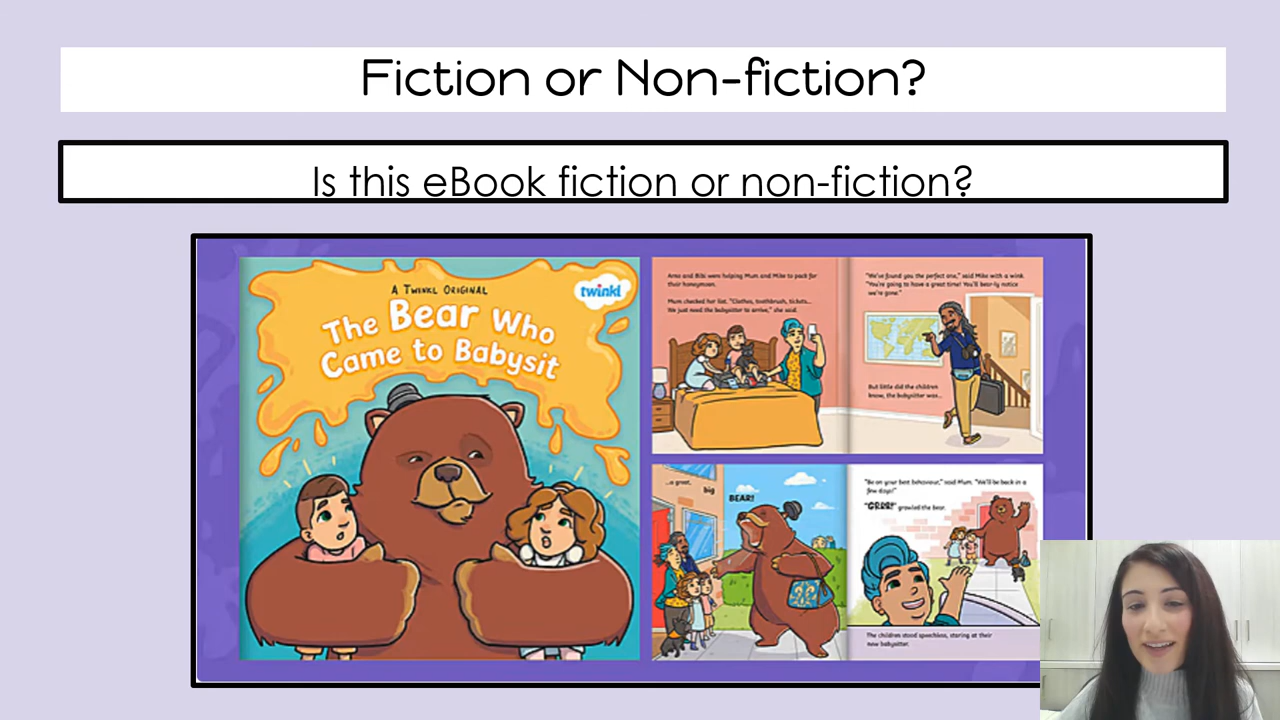 Fiction or Non-fiction?
Is this eBook fiction or non-fiction?
A TWINKL ORIGINAL
twinkl
The Bear Who
Came to Babysit
Arno and Bibi were helping Mum and Mike to pack for
their honeymoon.
Mum checked her list. "Clothes, toothbrush, tickets...
We just need the babysitter to arrive," she said.
"We've found you the perfect one," said Mike with a wink.
"You're going to have a great time! You'll bear-ly notice
we're gone."
But little did the children
know, the babysitter was...
...a great,
big
BEAR!
"Be on your best behaviour," said Mum. "We'll be back in a
few days!"
"GRRR!" growled the bear.
The children stood speechless, staring at their
new babysitter.